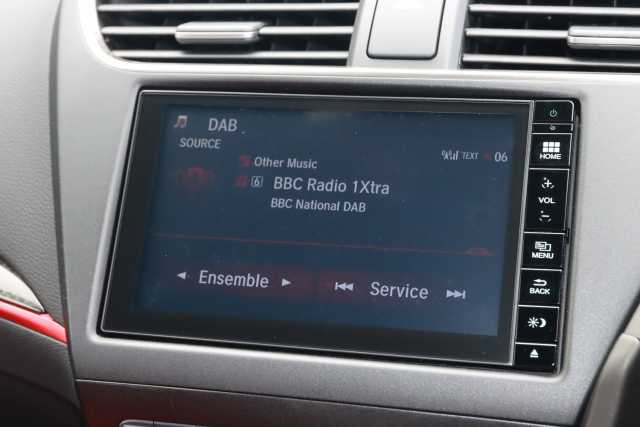 DAB
SOURCE
Other Music
TEXT 06
6 BBC Radio 1Xtra
BBC National DAB
Ensemble
Service
HOME
+
VOL
-
MENU
BACK